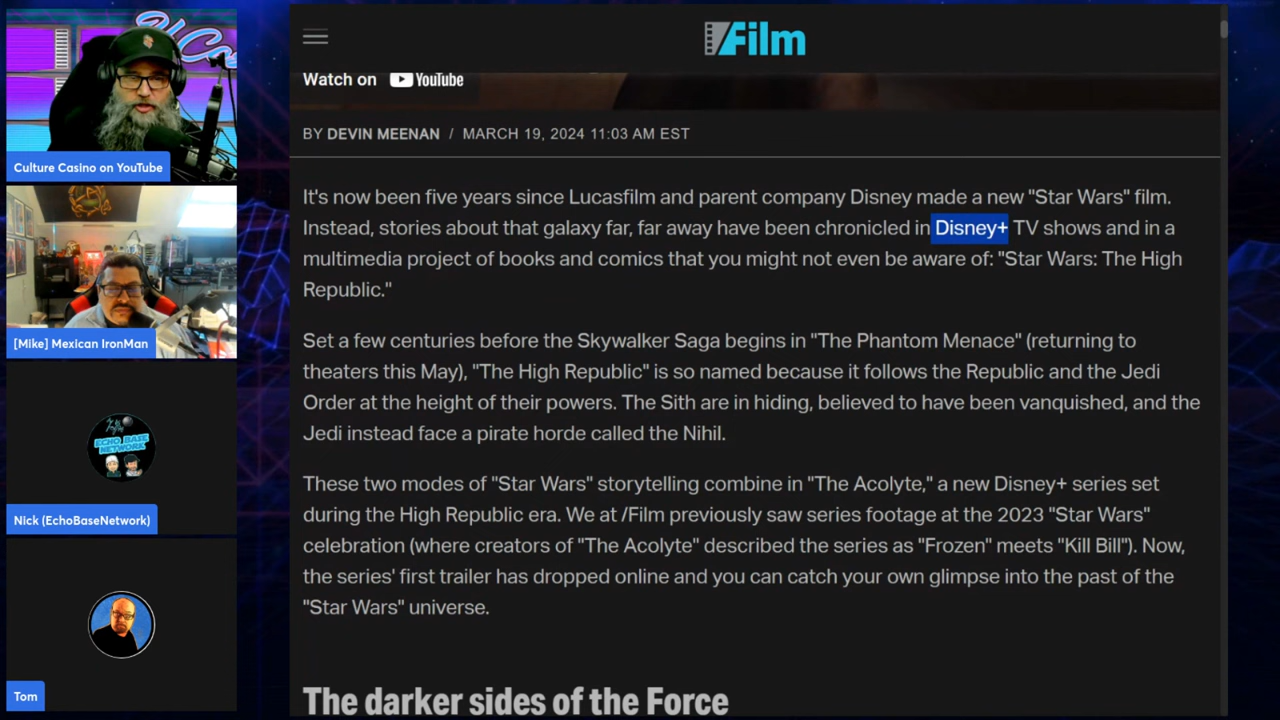 Culture Casino on YouTube
[Mike] Mexican IronMan
ECHO BASE
NETWORK
Nick (EchoBaseNetwork)
Tom
/Film
Watch on YouTube
BY DEVIN MEENAN / MARCH 19, 2024 11:03 AM EST
It's now been five years since Lucasfilm and parent company Disney made a new "Star Wars" film.
Instead, stories about that galaxy far, far away have been chronicled in Disney+ TV shows and in a
multimedia project of books and comics that you might not even be aware of: "Star Wars: The High
Republic."
Set a few centuries before the Skywalker Saga begins in "The Phantom Menace" (returning to
theaters this May), "The High Republic" is so named because it follows the Republic and the Jedi
Order at the height of their powers. The Sith are in hiding, believed to have been vanquished, and the
Jedi instead face a pirate horde called the Nihil.
These two modes of "Star Wars" storytelling combine in "The Acolyte," a new Disney+ series set
during the High Republic era. We at /Film previously saw series footage at the 2023 "Star Wars"
celebration (where creators of "The Acolyte" described the series as "Frozen" meets "Kill Bill"). Now,
the series' first trailer has dropped online and you can catch your own glimpse into the past of the
"Star Wars" universe.
The darker sides of the Force